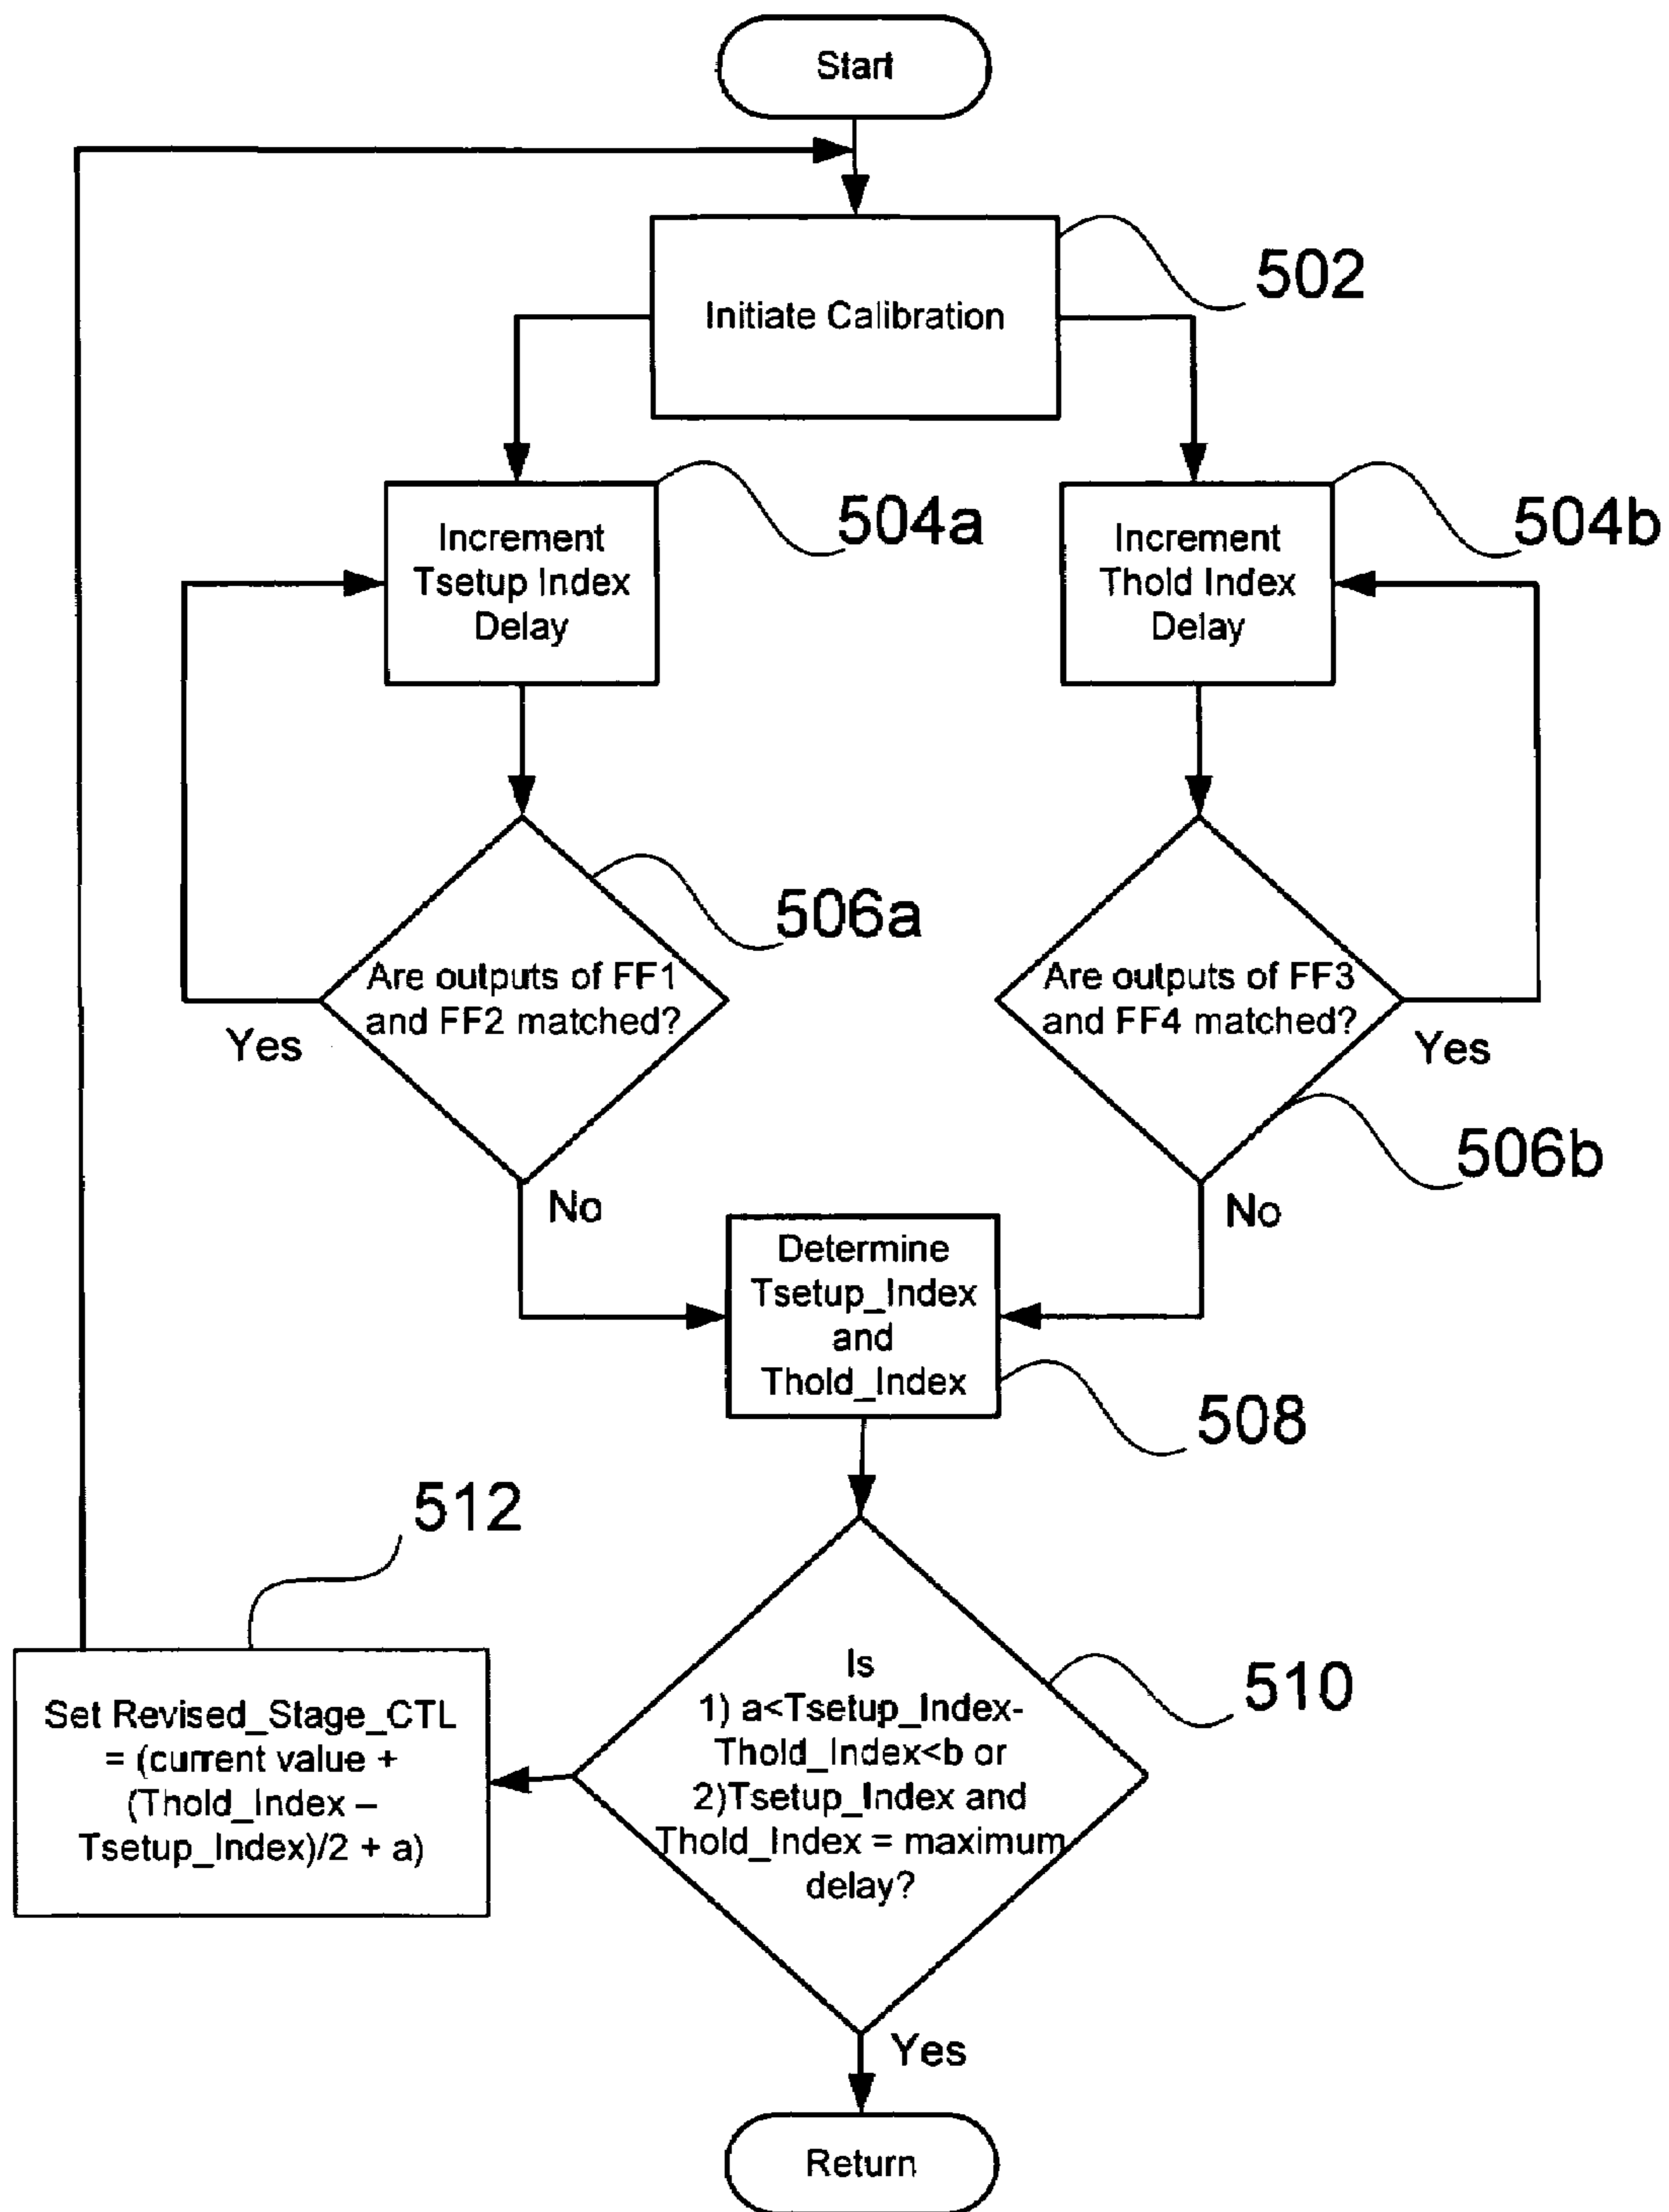 Start
502
Initiate Calibration
504a
504b
Increment
Tsetup Index
Delay
Increment
Thold Index
Delay
506a
Are outputs of FF1
and FF2 matched?
Are outputs of FF3
and FF4 matched?
Yes
Yes
506b
No
No
Determine
Tsetup_Index
and
Thold_Index
508
512
Set Revised_Stage_CTL
= (current value +
(Thold_Index –
Tsetup_Index)/2 + a)
Is
1) a<Tsetup_Index-
Thold_Index<b or
2)Tsetup_Index and
Thold_Index = maximum
delay?
510
Yes
Return